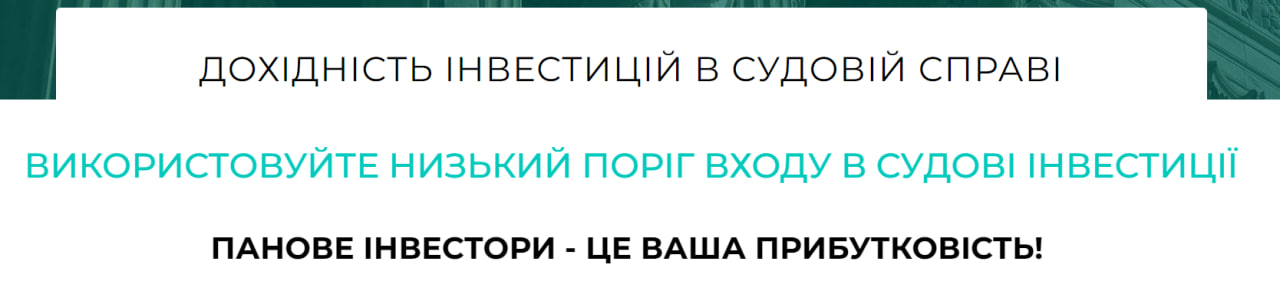 ДОХІДНІСТЬ ІНВЕСТИЦІЙ В СУДОВІЙ СПРАВІ
ВИКОРИСТОВУЙТЕ НИЗЬКИЙ ПОРІГ ВХОДУ В СУДОВІ ІНВЕСТИЦІЇ
ПАНОВЕ ІНВЕСТОРИ - ЦЕ ВАША ПРИБУТКОВІСТЬ!